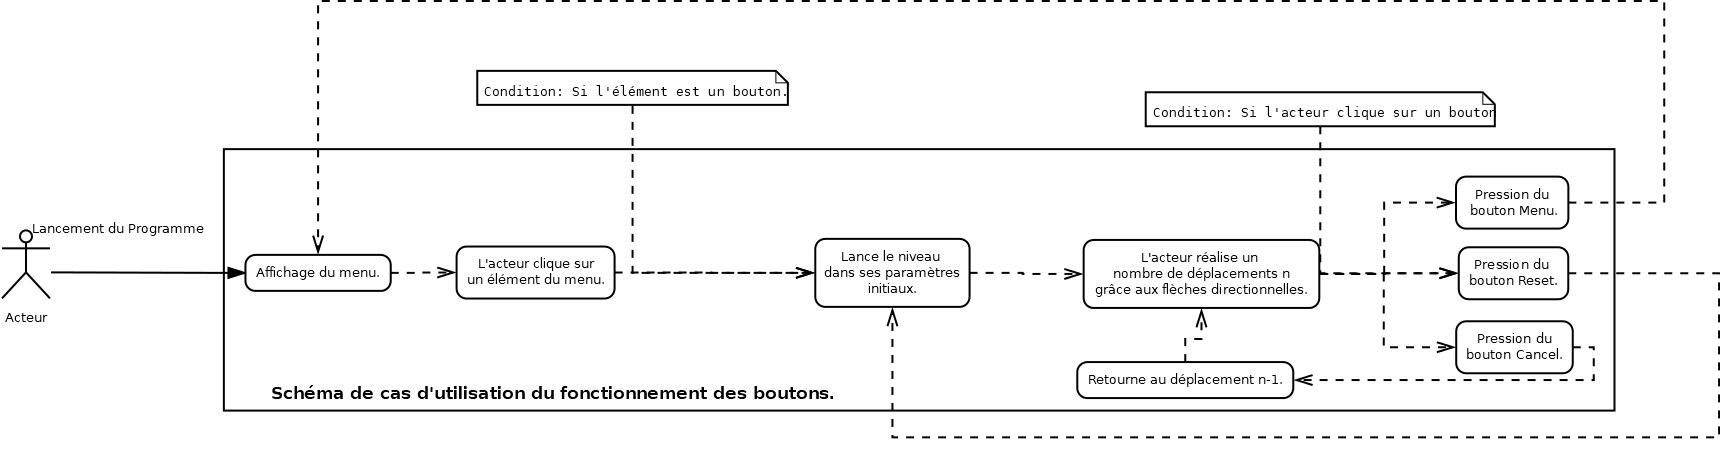 Condition: Si l'élément est un bouton.
Condition: Si l'acteur clique sur un bouton
Lancement du Programme
Acteur
Affichage du menu.
L'acteur clique sur
un élément du menu.
Lance le niveau
dans ses paramètres
initiaux.
L'acteur réalise un
nombre de déplacements n
grâce aux flèches directionnelles.
Pression du
bouton Menu.
Pression du
bouton Reset.
Pression du
bouton Cancel.
Retourne au déplacement n-1.
Schéma de cas d'utilisation du fonctionnement des boutons.